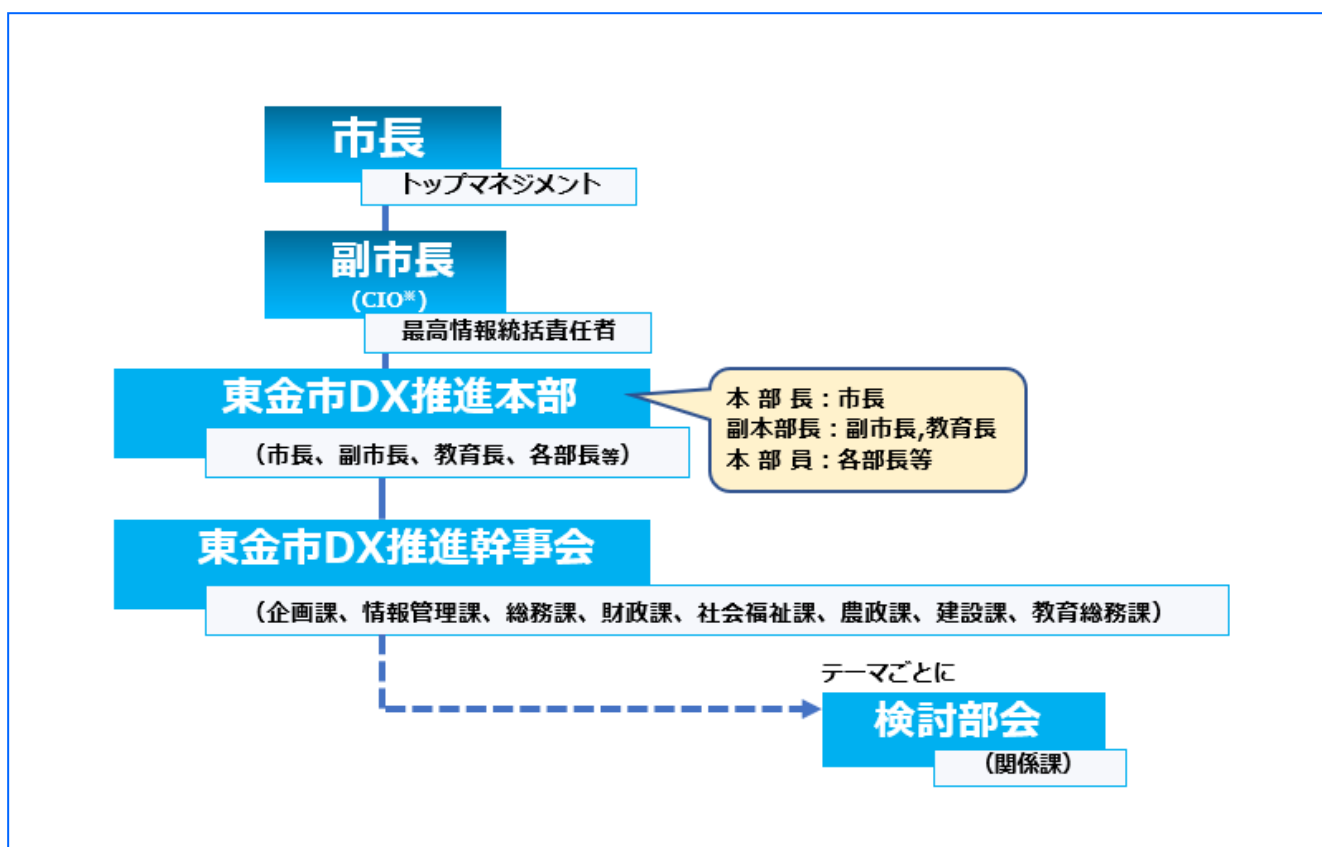 市長
トップマネジメント
副市長
(CIO※)
最高情報統括責任者
東金市DX推進本部
（市長、副市長、教育長、各部長等）
本 部 長：市長
副本部長：副市長,教育長
本 部 員：各部長等
東金市DX推進幹事会
（企画課、情報管理課、総務課、財政課、社会福祉課、農政課、建設課、教育総務課）
テーマごとに
検討部会
（関係課）